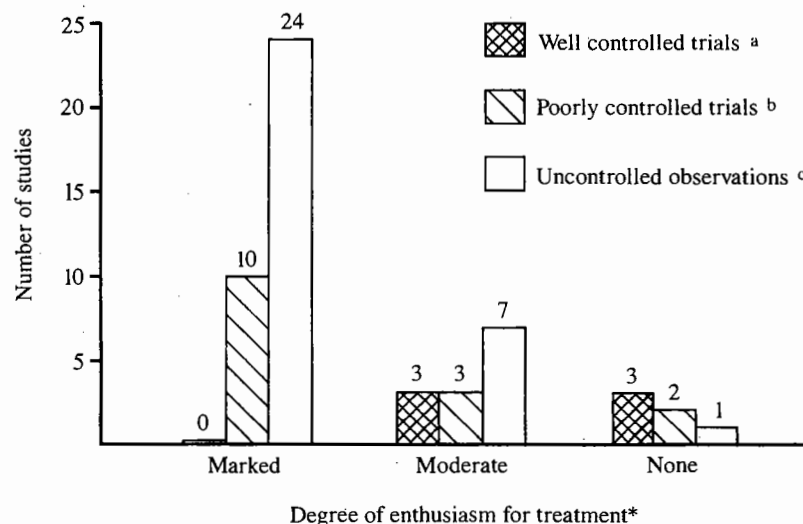 Number of studies
25
20
15
10
5
0
10
24
3
3
7
3
2
1
Marked
Moderate
None
Degree of enthusiasm for treatment*
Well controlled trials a
Poorly controlled trials b
Uncontrolled observations c